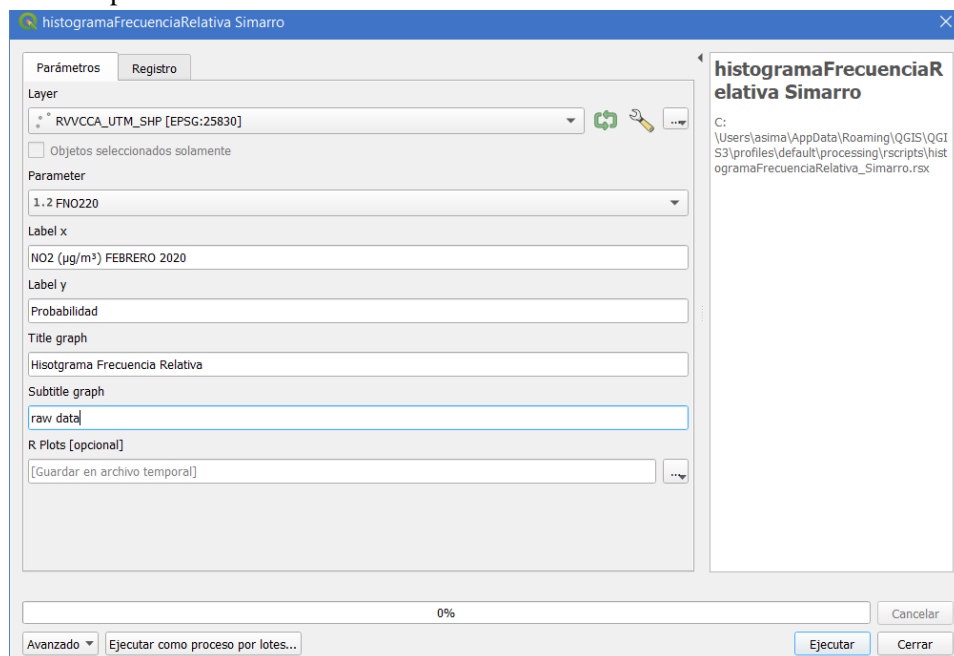 histogramaFrecuenciaRelativa Simarro
Parámetros
Registro
Layer
RVVCCA_UTM_SHP [EPSG:25830]
Objetos seleccionados solamente
Parameter
1.2 FNO220
Label x
NO2 (µg/m³) FEBRERO 2020
Label y
Probabilidad
Title graph
Hisotgrama Frecuencia Relativa
Subtitle graph
raw data
R Plots [opcional]
[Guardar en archivo temporal]
histogramaFrecuenciaR
elativa Simarro
C:
\Users\asima\AppData\Roaming\QGIS\QGI
S3\profiles\default\processing\rscripts\hist
ogramaFrecuenciaRelativa_Simarro.rsx
0%
Cancelar
Avanzado
Ejecutar como proceso por lotes...
Ejecutar
Cerrar